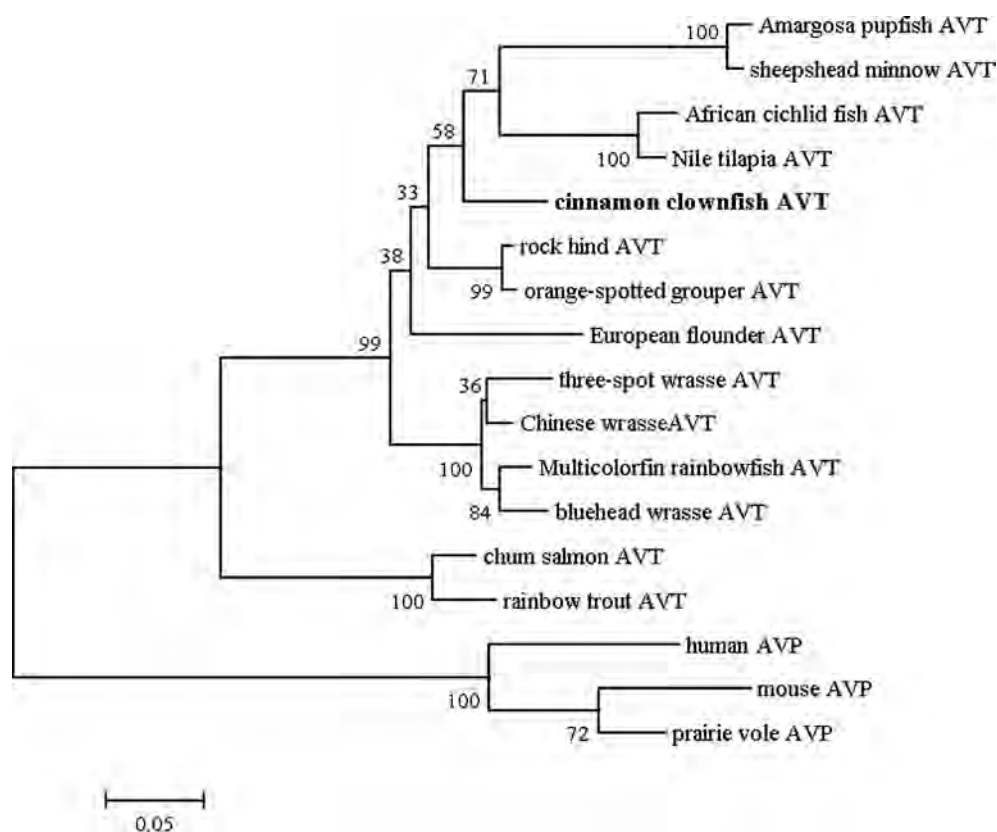 100
Amargosa pupfish AVT
sheepshead minnow AVT
71
African cichlid fish AVT
58
100
Nile tilapia AVT
33
cinnamon clownfish AVT
rock hind AVT
38
99
orange-spotted grouper AVT
99
European flounder AVT
36
three-spot wrasse AVT
Chinese wrasseAVT
100
Multicolorfin rainbowfish AVT
84
bluehead wrasse AVT
chum salmon AVT
100
rainbow trout AVT
human AVP
100
mouse AVP
72
prairie vole AVP
0.05